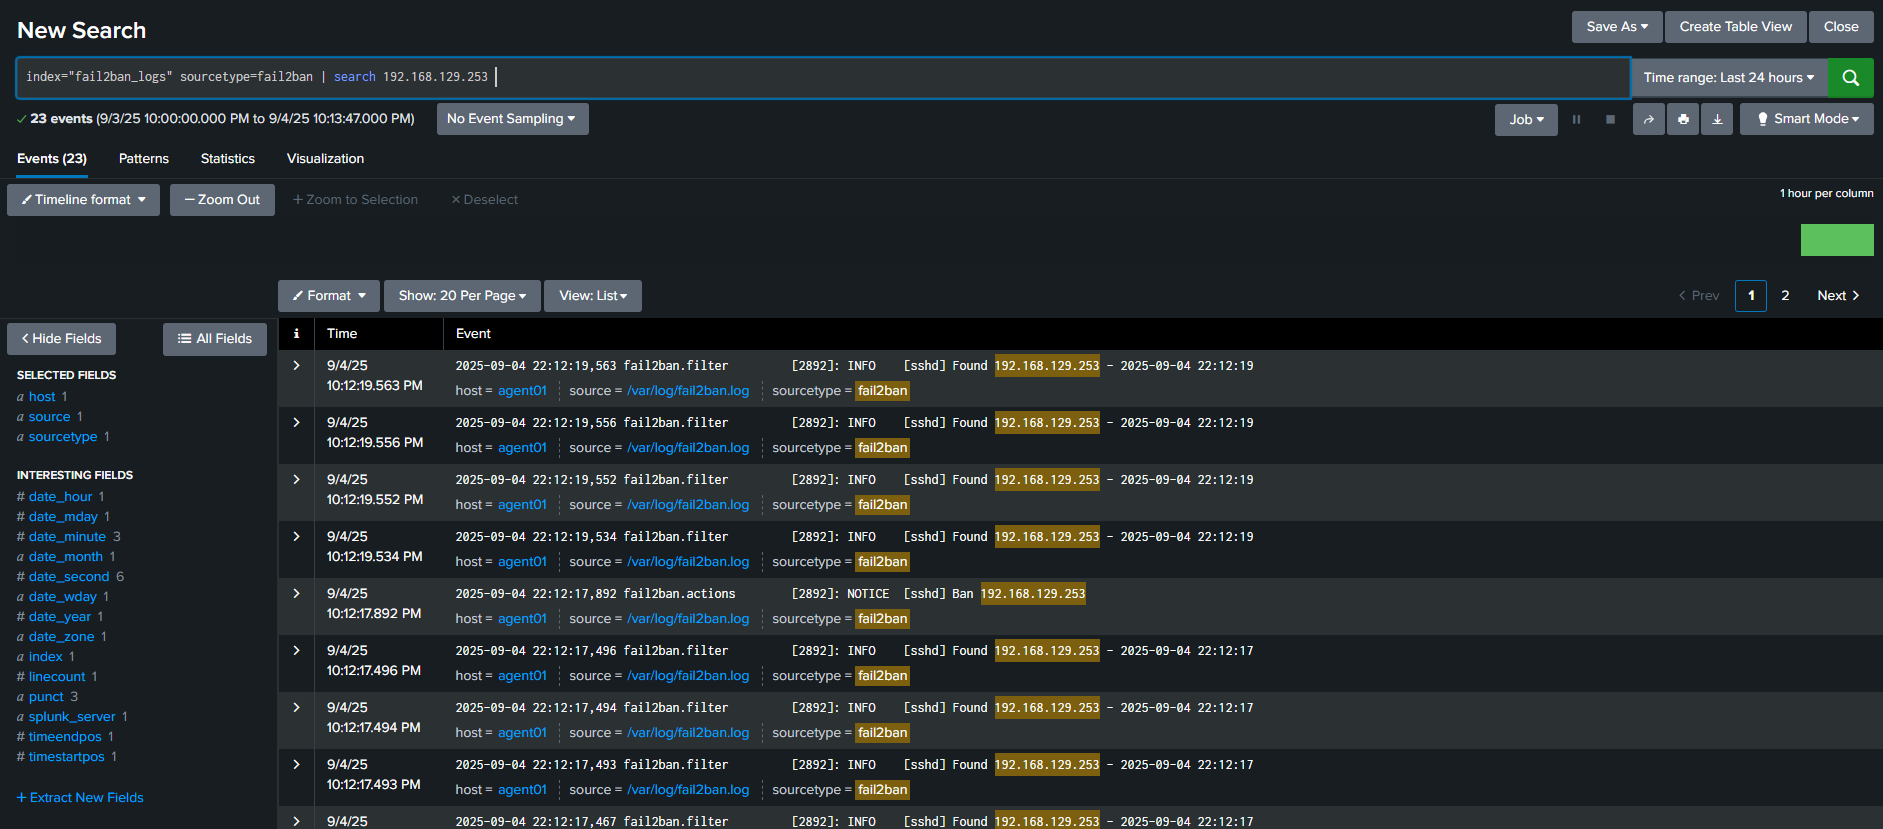 New Search
Save As
Create Table View
Close
index="fail2ban_logs" sourcetype=fail2ban | search 192.168.129.253
Time range: Last 24 hours
23 events (9/3/25 10:00:00.000 PM to 9/4/25 10:13:47.000 PM)
No Event Sampling
Job
Smart Mode
Events (23)
Patterns
Statistics
Visualization
Timeline format
— Zoom Out
+ Zoom to Selection
× Deselect
1 hour per column
Format
Show: 20 Per Page
View: List
< Prev
1
2
Next >
< Hide Fields
All Fields
SELECTED FIELDS
a host 1
a source 1
a sourcetype 1
INTERESTING FIELDS
# date_hour 1
# date_mday 1
# date_minute 3
a date_month 1
# date_second 6
a date_wday 1
# date_year 1
a date_zone 1
a index 1
# linecount 1
a punct 3
a splunk_server 1
# timeendpos 1
# timestartpos 1
+ Extract New Fields
i Time Event
9/4/25
10:12:19.563 PM
2025-09-04 22:12:19,563 fail2ban.filter [2892]: INFO [sshd] Found 192.168.129.253 - 2025-09-04 22:12:19
host = agent01 source = /var/log/fail2ban.log sourcetype = fail2ban
9/4/25
10:12:19.556 PM
2025-09-04 22:12:19,556 fail2ban.filter [2892]: INFO [sshd] Found 192.168.129.253 - 2025-09-04 22:12:19
host = agent01 source = /var/log/fail2ban.log sourcetype = fail2ban
9/4/25
10:12:19.552 PM
2025-09-04 22:12:19,552 fail2ban.filter [2892]: INFO [sshd] Found 192.168.129.253 - 2025-09-04 22:12:19
host = agent01 source = /var/log/fail2ban.log sourcetype = fail2ban
9/4/25
10:12:19.534 PM
2025-09-04 22:12:19,534 fail2ban.filter [2892]: INFO [sshd] Found 192.168.129.253 - 2025-09-04 22:12:19
host = agent01 source = /var/log/fail2ban.log sourcetype = fail2ban
9/4/25
10:12:17.892 PM
2025-09-04 22:12:17,892 fail2ban.actions [2892]: NOTICE [sshd] Ban 192.168.129.253
host = agent01 source = /var/log/fail2ban.log sourcetype = fail2ban
9/4/25
10:12:17.496 PM
2025-09-04 22:12:17,496 fail2ban.filter [2892]: INFO [sshd] Found 192.168.129.253 - 2025-09-04 22:12:17
host = agent01 source = /var/log/fail2ban.log sourcetype = fail2ban
9/4/25
10:12:17.494 PM
2025-09-04 22:12:17,494 fail2ban.filter [2892]: INFO [sshd] Found 192.168.129.253 - 2025-09-04 22:12:17
host = agent01 source = /var/log/fail2ban.log sourcetype = fail2ban
9/4/25
10:12:17.493 PM
2025-09-04 22:12:17,493 fail2ban.filter [2892]: INFO [sshd] Found 192.168.129.253 - 2025-09-04 22:12:17
host = agent01 source = /var/log/fail2ban.log sourcetype = fail2ban
9/4/25
2025-09-04 22:12:17,467 fail2ban.filter [2892]: INFO [sshd] Found 192.168.129.253 - 2025-09-04 22:12:17